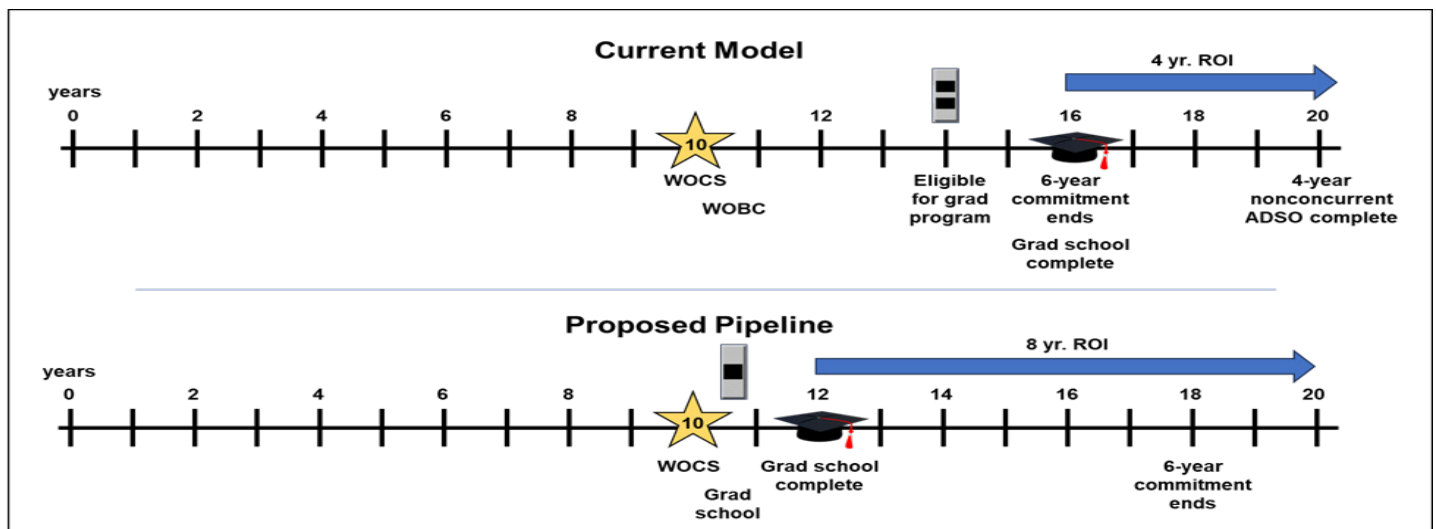 Current Model
4 yr. ROI
years
0 2 4 6 8 10 12 16 18 20
WOCS
WOBC
Eligible
for grad
program
6-year
commitment
ends
Grad school
complete
4-year
nonconcurrent
ADSO complete
Proposed Pipeline
8 yr. ROI
years
0 2 4 6 8 10 12 14 16 18 20
WOCS
Grad
school
Grad school
complete
6-year
commitment
ends